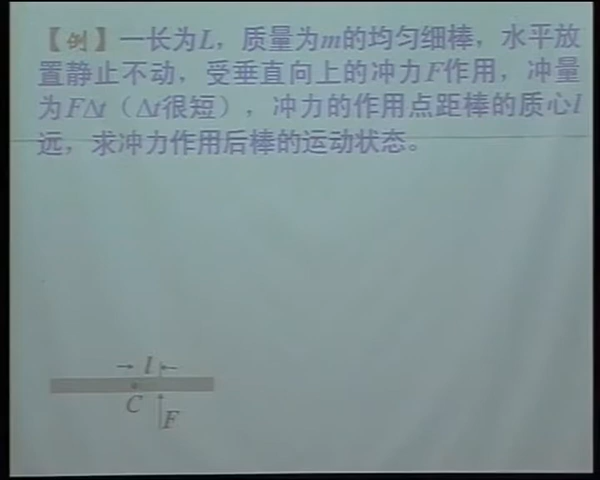 【例】一长为L，质量为m的均匀细棒，水平放
置静止不动，受垂直向上的冲力F作用，冲量
为FΔt（Δt很短），冲力的作用点距棒的质心l
远，求冲力作用后棒的运动状态。
l
C
F